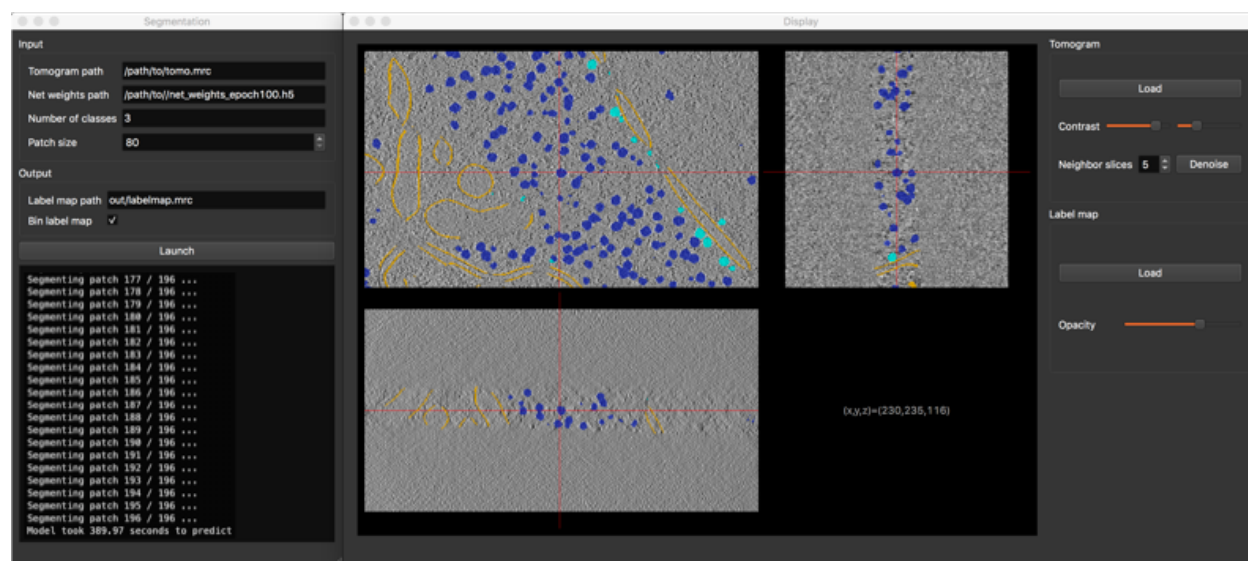 Segmentation
Input
Tomogram path /path/to/tomo.mrc
Net weights path /path/to//net_weights_epoch100.h5
Number of classes 3
Patch size 80
Output
Label map path out/labelmap.mrc
Bin label map
Launch
Segmenting patch 177 / 196 ...
Segmenting patch 178 / 196 ...
Segmenting patch 179 / 196 ...
Segmenting patch 180 / 196 ...
Segmenting patch 181 / 196 ...
Segmenting patch 182 / 196 ...
Segmenting patch 183 / 196 ...
Segmenting patch 184 / 196 ...
Segmenting patch 185 / 196 ...
Segmenting patch 186 / 196 ...
Segmenting patch 187 / 196 ...
Segmenting patch 188 / 196 ...
Segmenting patch 189 / 196 ...
Segmenting patch 190 / 196 ...
Segmenting patch 191 / 196 ...
Segmenting patch 192 / 196 ...
Segmenting patch 193 / 196 ...
Segmenting patch 194 / 196 ...
Segmenting patch 195 / 196 ...
Segmenting patch 196 / 196 ...
Model took 389.97 seconds to predict
Display
(x,y,z)=(230,235,116)
Tomogram
Load
Contrast
Neighbor slices 5 Denoise
Label map
Load
Opacity